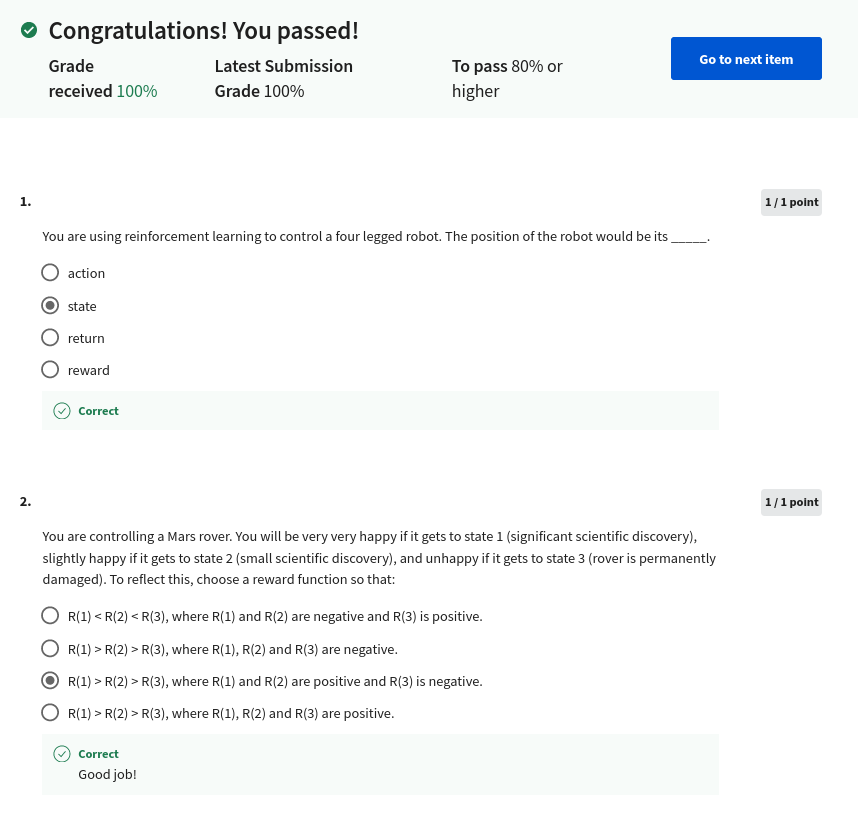 Congratulations! You passed!
Grade received 100%
Latest Submission Grade 100%
To pass 80% or higher
Go to next item
1.
1 / 1 point
You are using reinforcement learning to control a four legged robot. The position of the robot would be its _____.
action
state
return
reward
Correct
2.
1 / 1 point
You are controlling a Mars rover. You will be very very happy if it gets to state 1 (significant scientific discovery),
slightly happy if it gets to state 2 (small scientific discovery), and unhappy if it gets to state 3 (rover is permanently
damaged). To reflect this, choose a reward function so that:
R(1) < R(2) < R(3), where R(1) and R(2) are negative and R(3) is positive.
R(1) > R(2) > R(3), where R(1), R(2) and R(3) are negative.
R(1) > R(2) > R(3), where R(1) and R(2) are positive and R(3) is negative.
R(1) > R(2) > R(3), where R(1), R(2) and R(3) are positive.
Correct
Good job!